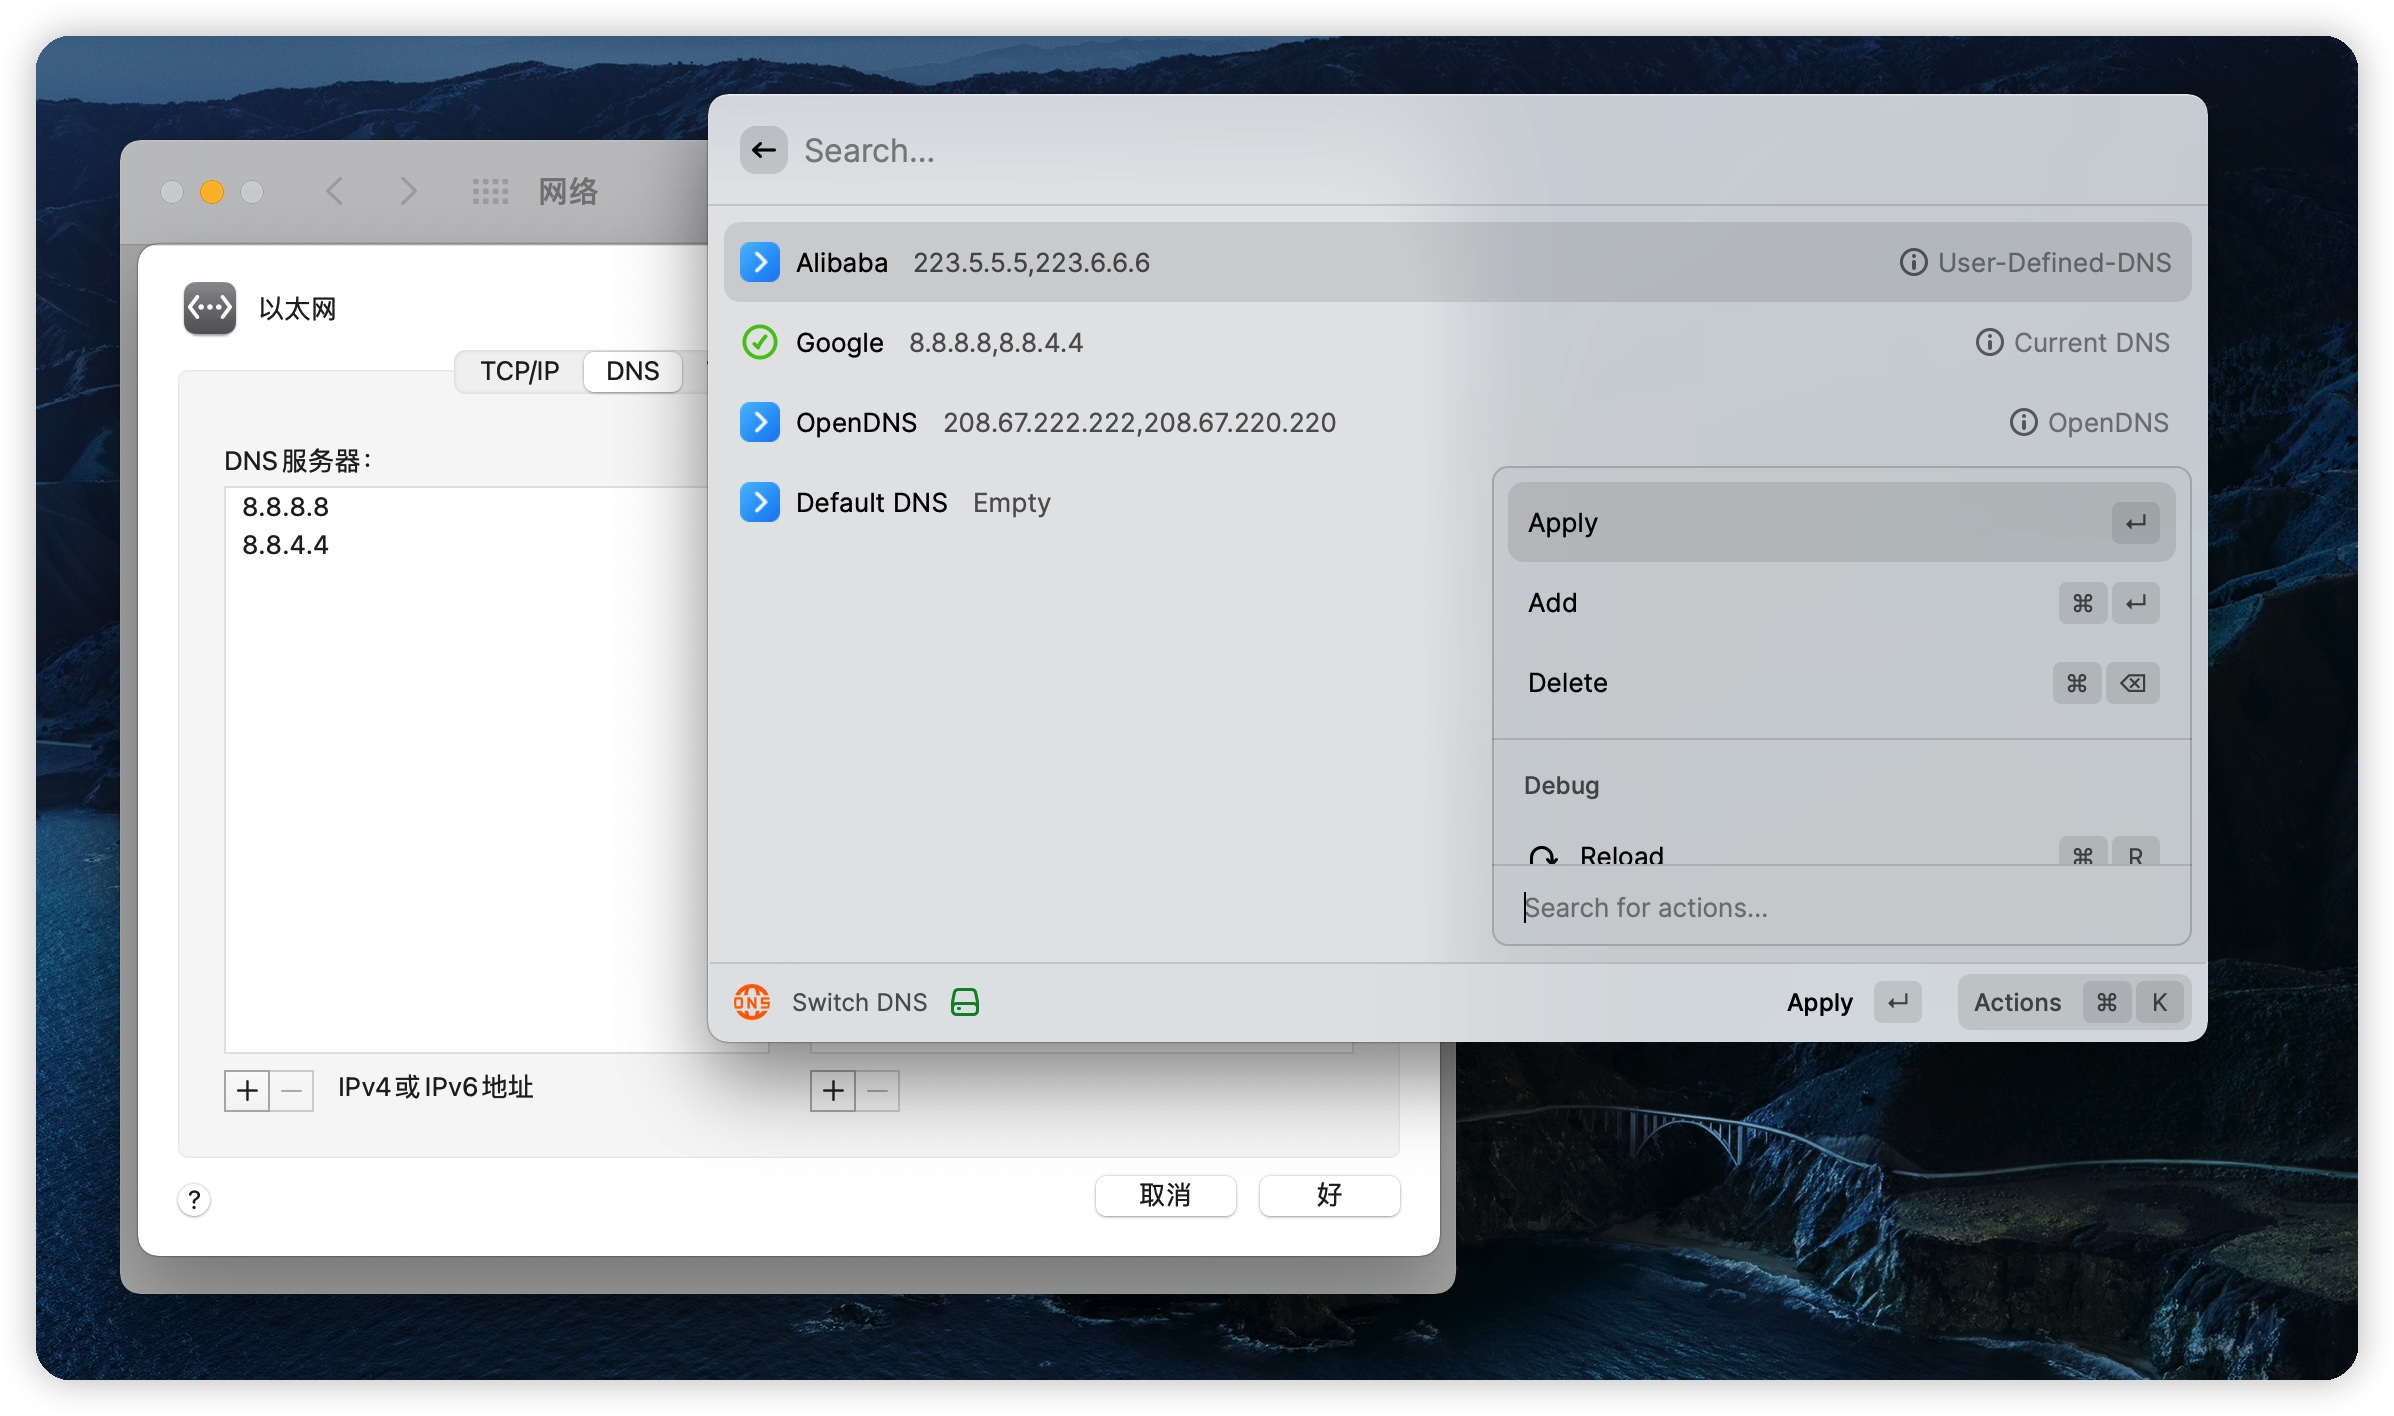 网络
以太网
TCP/IP
DNS
DNS服务器：
8.8.8.8
8.8.4.4
IPv4或IPv6地址
?
取消
好
Search...
Alibaba 223.5.5.5,223.6.6.6 User-Defined-DNS
Google 8.8.8.8,8.8.4.4 Current DNS
OpenDNS 208.67.222.222,208.67.220.220 OpenDNS
Default DNS Empty
Apply ↵
Add ⌘ ↵
Delete ⌘ ⌫
Debug
Reload ⌘ R
Search for actions...
DNS Switch DNS Apply ↵ Actions ⌘ K